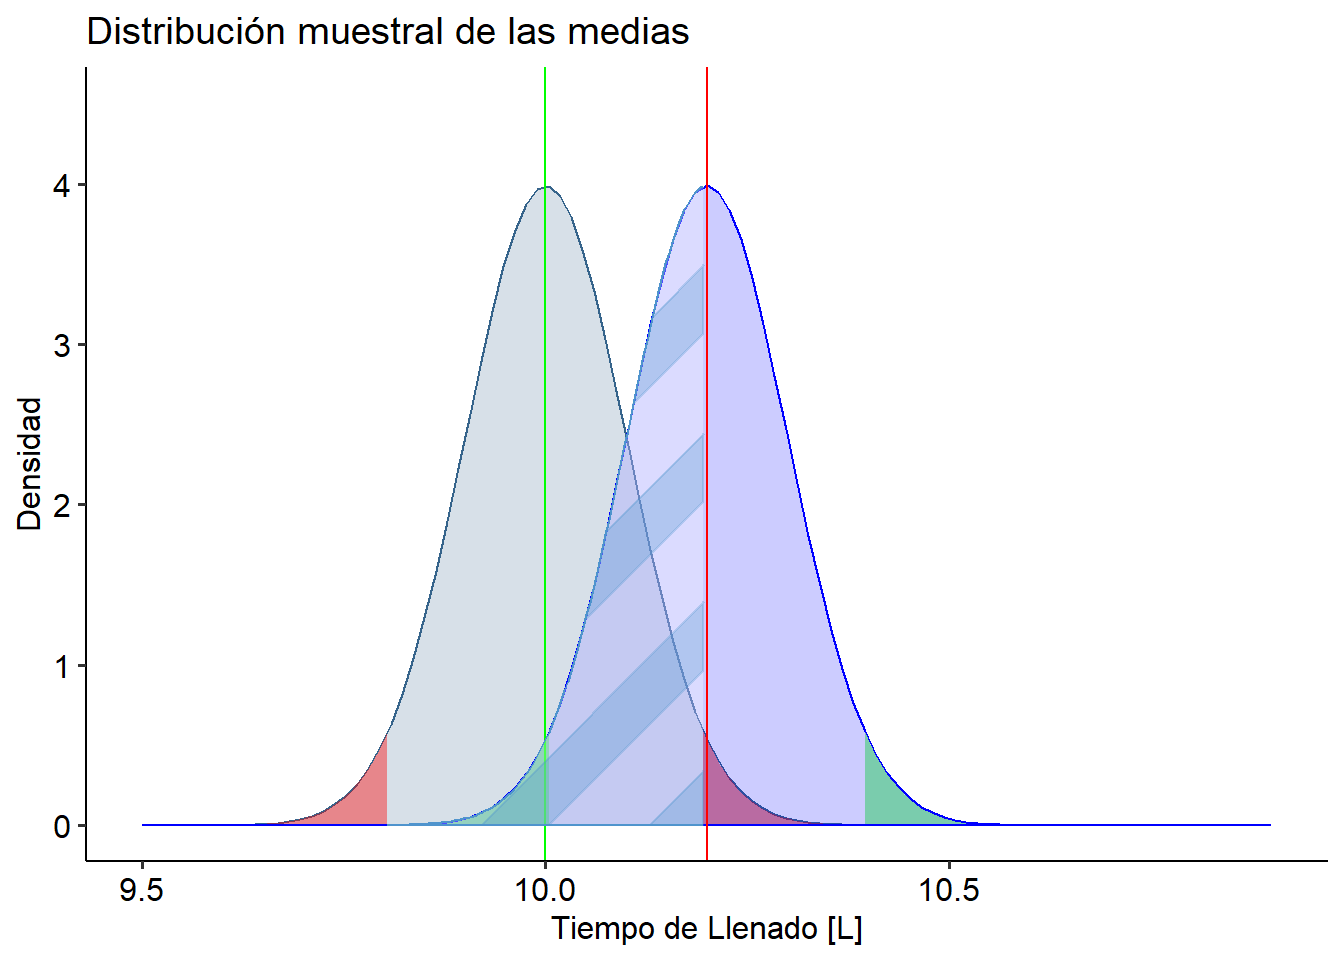 Distribución muestral de las medias
Densidad
4
3
2
1
0
9.5
10.0
10.5
Tiempo de Llenado [L]